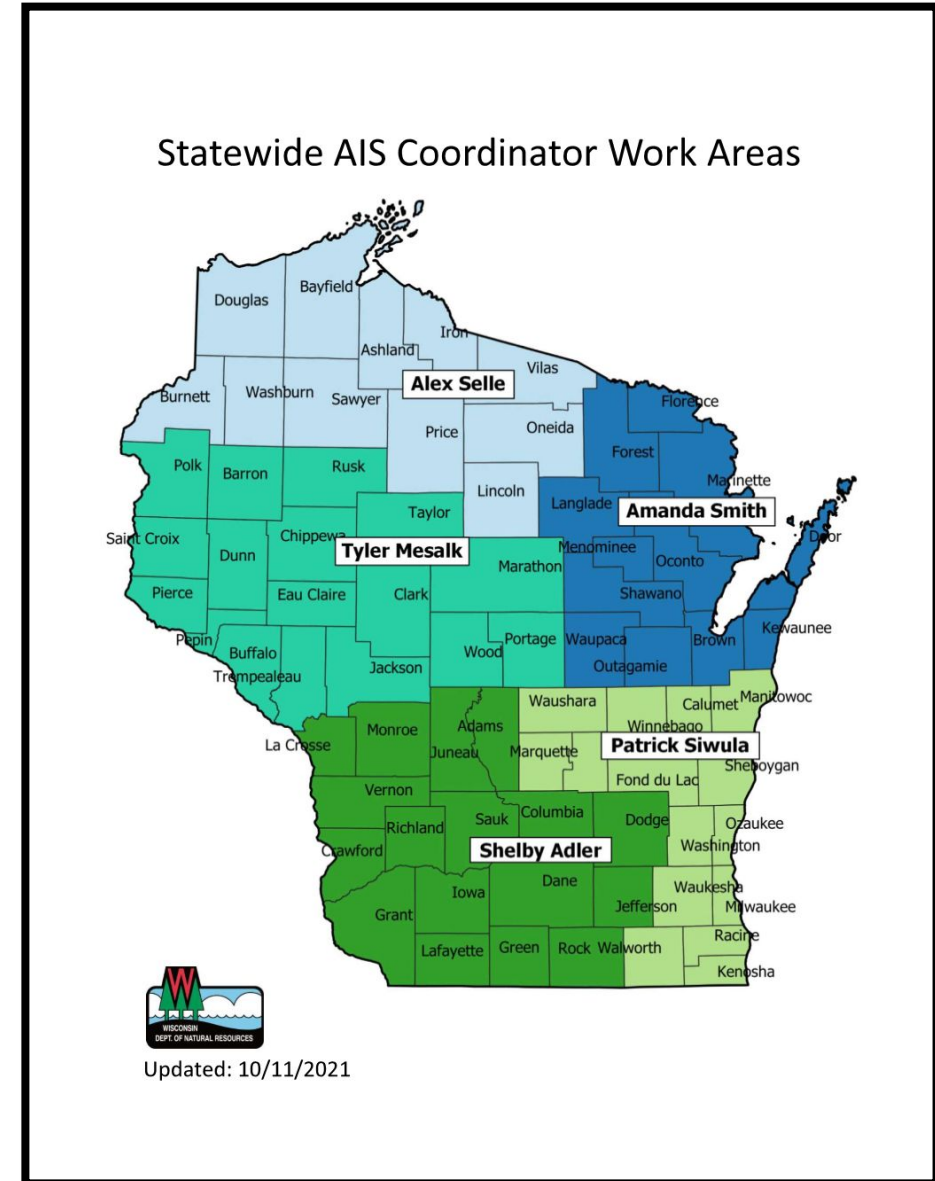 Statewide AIS Coordinator Work Areas
Bayfield
Douglas
Iron
Ashland
Vilas
Alex Selle
Burnett
Washburn
Sawyer
Florence
Price
Oneida
Forest
Polk
Barron
Rusk
Marinette
Lincoln
Langlade
Taylor
Amanda Smith
Saint Croix
Chippewa
Door
Tyler Mesalk
Menominee
Dunn
Marathon
Oconto
Pierce
Eau Claire
Clark
Shawano
Pepin
Buffalo
Wood
Portage
Waupaca
Brown
Kewaunee
Trempealeau
Jackson
Outagamie
Waushara
Calumet
Manitowoc
Monroe
Adams
Winnebago
La Crosse
Juneau
Marquette
Patrick Siwula
Sheboygan
Fond du Lac
Vernon
Richland
Sauk
Columbia
Dodge
Ozaukee
Crawford
Shelby Adler
Washington
Iowa
Dane
Waukesha
Grant
Jefferson
Milwaukee
Lafayette
Green
Rock
Walworth
Racine
Kenosha
W
WISCONSIN
DEPT. OF NATURAL RESOURCES
Updated: 10/11/2021